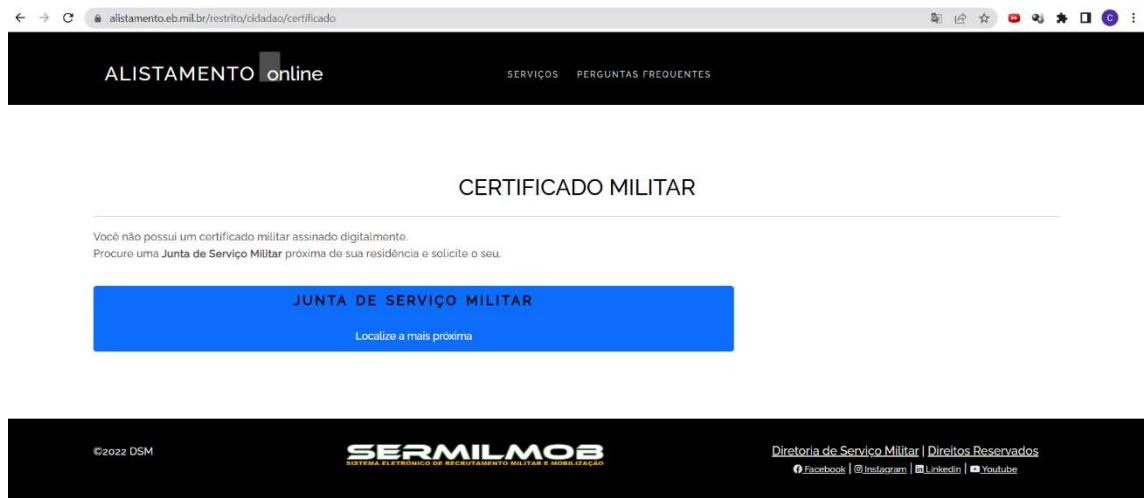 alistamento.eb.mil.br/restrito/cidadao/certificado
C
ALISTAMENTO online
SERVIÇOS PERGUNTAS FREQUENTES
CERTIFICADO MILITAR
Você não possui um certificado militar assinado digitalmente.
Procure uma Junta de Serviço Militar próxima de sua residência e solicite o seu.
JUNTA DE SERVIÇO MILITAR
Localize a mais próxima
©2022 DSM
SERMILMOB
SISTEMA ELETRÔNICO DE RECRUTAMENTO MILITAR E MOBILIZAÇÃO
Diretoria de Serviço Militar | Direitos Reservados
Facebook | Instagram | Linkedin | Youtube